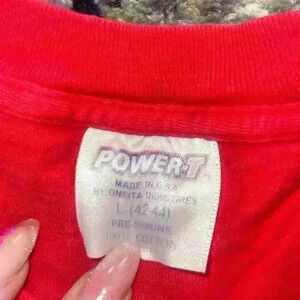 POWER-T
MADE IN U.S.A
BY ONEITA INDUSTRIES
L (42-44)
PRE-SHRUNK
100% COTTON